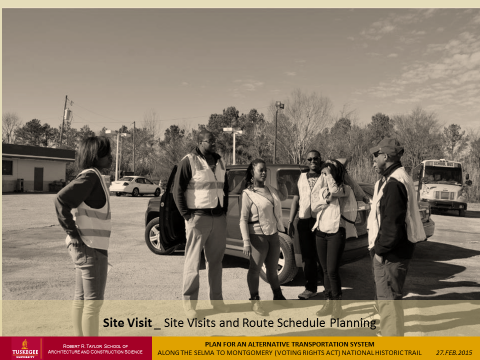 Site Visit_ Site Visits and Route Schedule Planning
TUSKEGEE
UNIVERSITY
ROBERT R. TAYLOR SCHOOL OF
ARCHITECTURE AND CONSTRUCTION SCIENCE
PLAN FOR AN ALTERNATIVE TRANSPORTATION SYSTEM
ALONG THE SELMA TO MONTGOMERY (VOTING RIGHTS ACT) NATIONAL HISTORIC TRAIL
27.FEB.2015